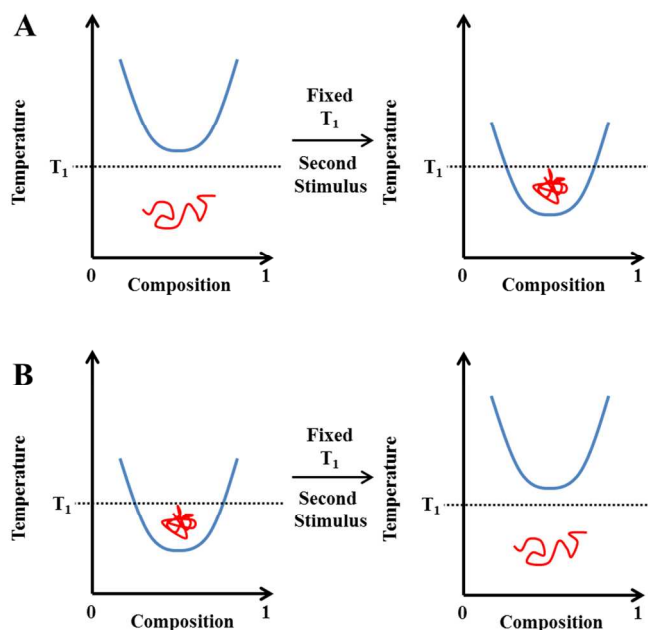 A
Temperature
T1
0
Composition
1
Fixed
T1
Second
Stimulus
Temperature
T1
0
Composition
1
B
Temperature
T1
0
Composition
1
Fixed
T1
Second
Stimulus
Temperature
T1
0
Composition
1